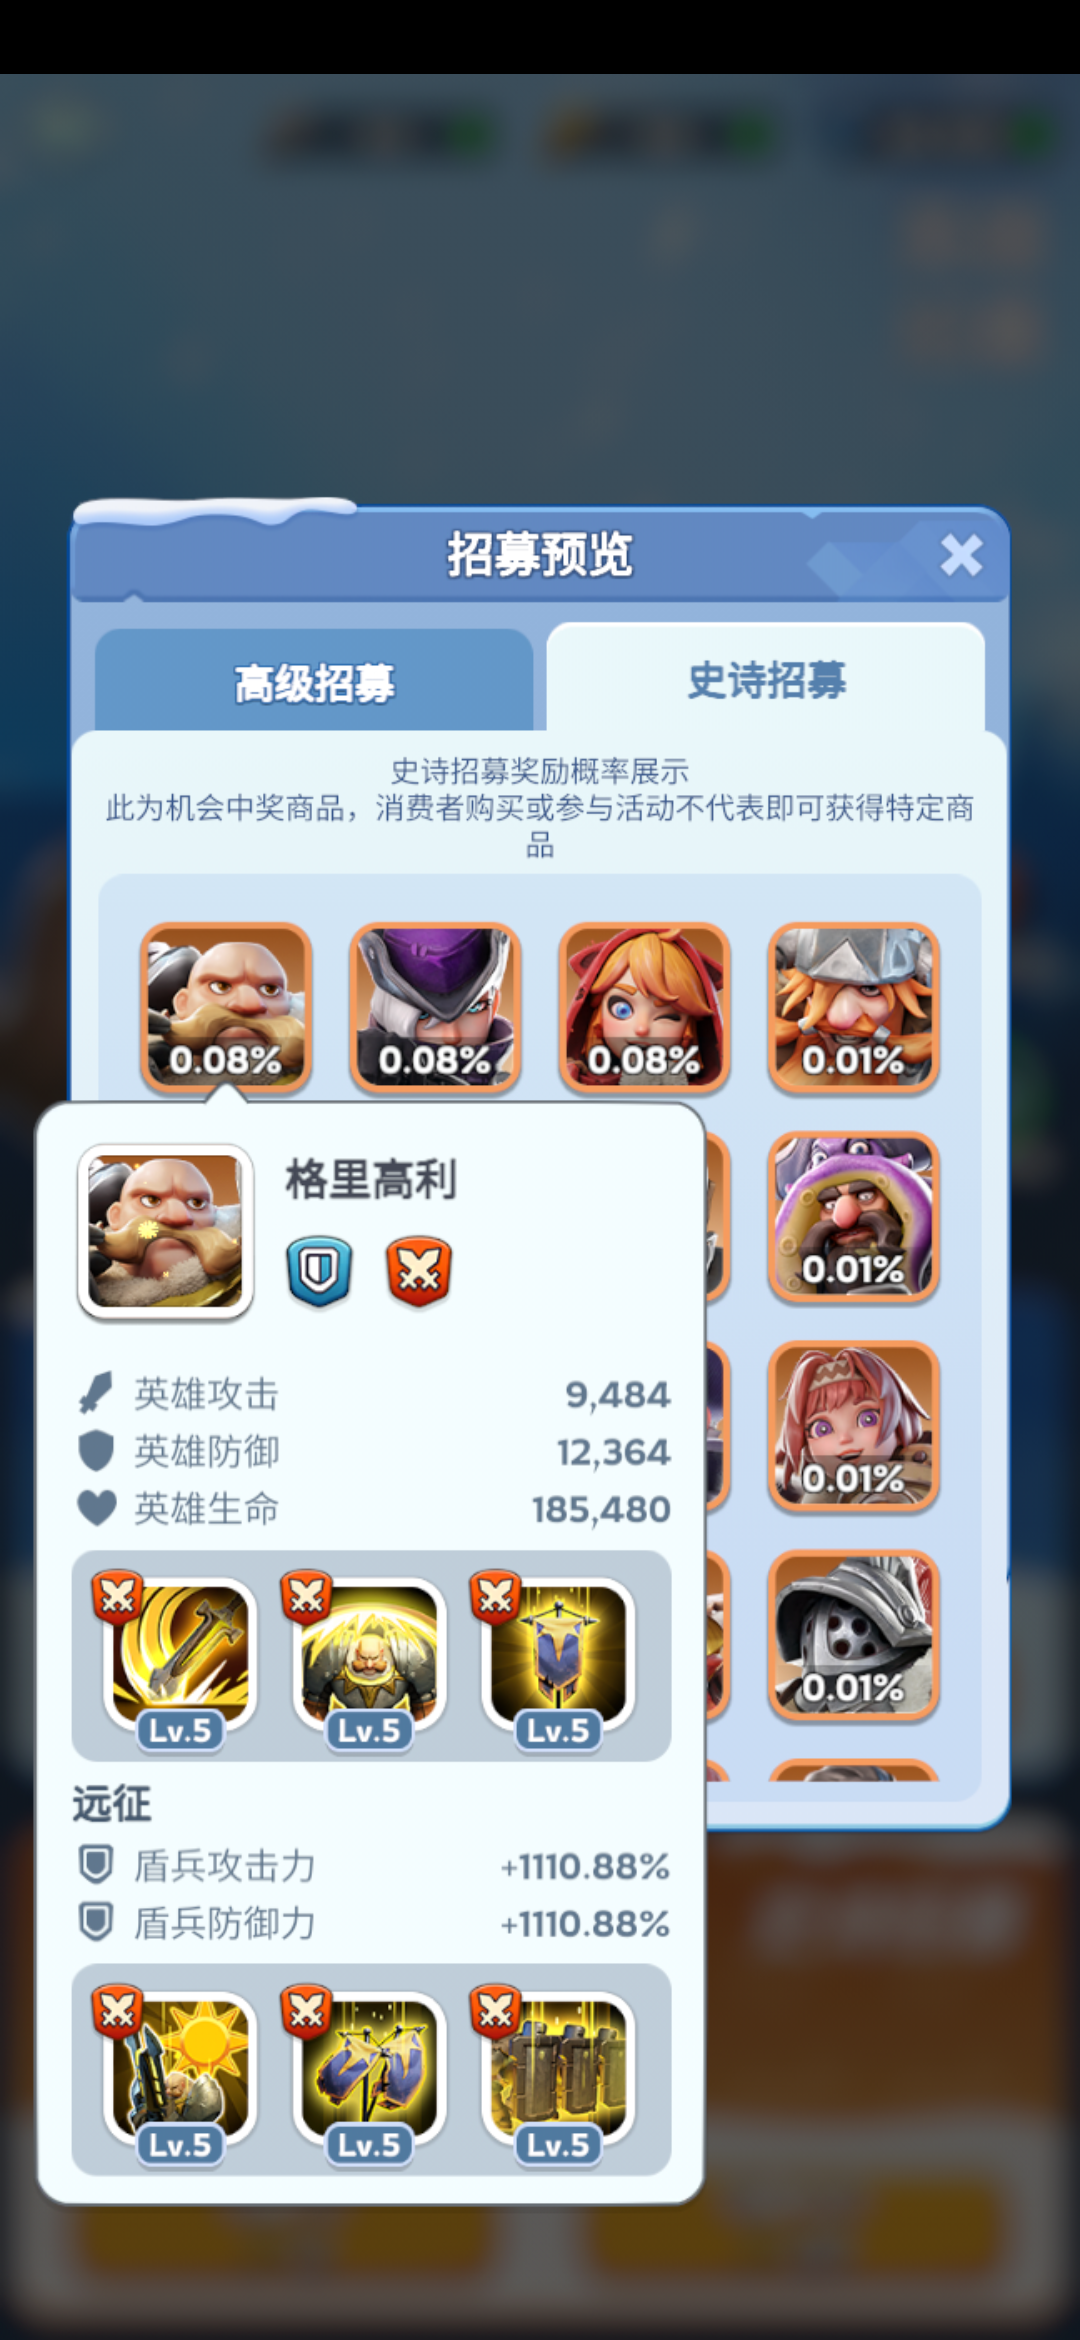 招募预览
高级招募
史诗招募
史诗招募奖励概率展示
此为机会中奖商品，消费者购买或参与活动不代表即可获得特定商
品
0.08%
0.08%
0.08%
0.01%
格里高利
0.01%
英雄攻击 9,484
英雄防御 12,364
0.01%
英雄生命 185,480
0.01%
Lv.5
Lv.5
Lv.5
远征
盾兵攻击力 +1110.88%
盾兵防御力 +1110.88%
Lv.5
Lv.5
Lv.5